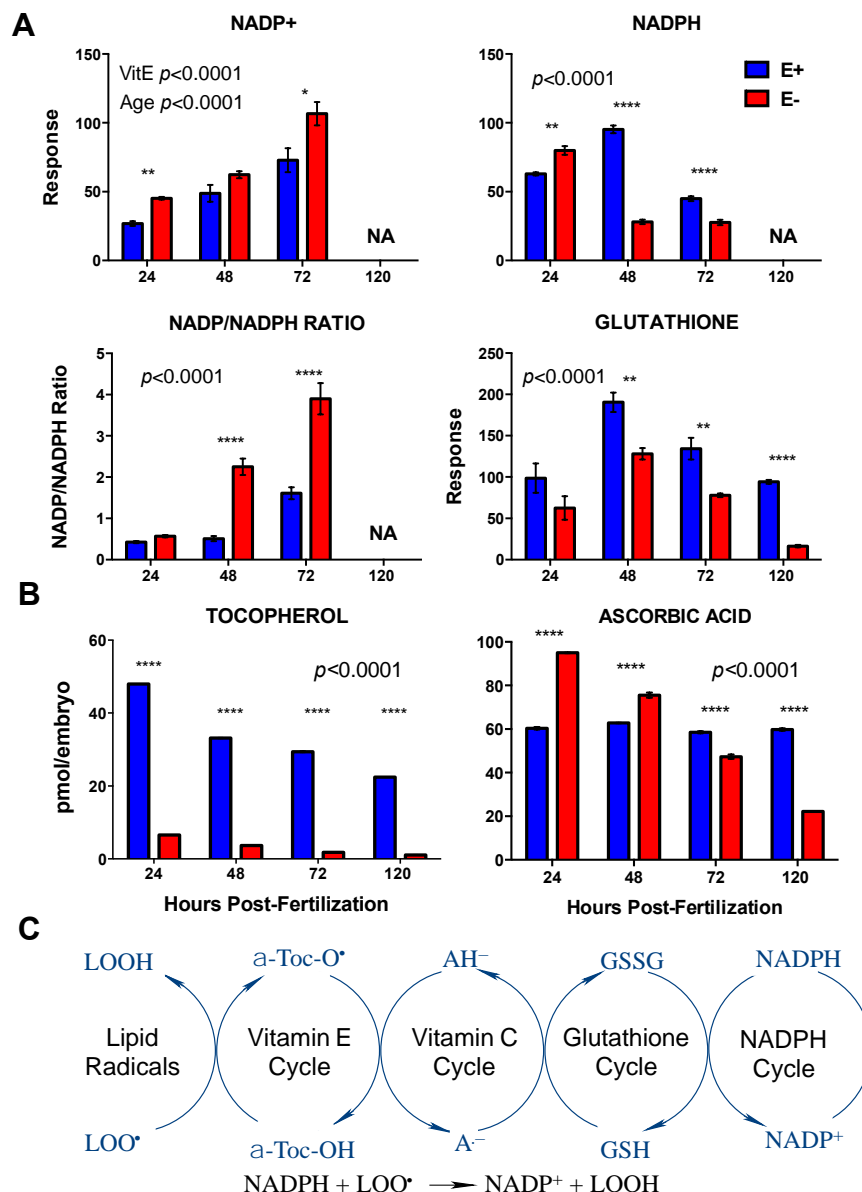 A
NADP+
150
100
50
0
Response
VitE p<0.0001
Age p<0.0001
**
*
NA
24 48 72 120
NADPH
150
100
50
0
p<0.0001
**
****
****
NA
24 48 72 120
E+
E-
NADP/NADPH RATIO
5
4
3
2
1
0
NADP/NADPH Ratio
p<0.0001
****
****
NA
24 48 72 120
GLUTATHIONE
250
200
150
100
50
0
Response
p<0.0001
**
**
****
24 48 72 120
B
TOCOPHEROL
60
40
20
0
pmol/embryo
p<0.0001
****
****
****
****
24 48 72 120
Hours Post-Fertilization
ASCORBIC ACID
100
80
60
40
20
0
p<0.0001
****
****
****
****
24 48 72 120
Hours Post-Fertilization
C
LOOH a-Toc-O• AH− GSSG NADPH
Lipid Radicals
Vitamin E Cycle
Vitamin C Cycle
Glutathione Cycle
NADPH Cycle
LOO• a-Toc-OH A·− GSH NADP+
NADPH + LOO• → NADP+ + LOOH